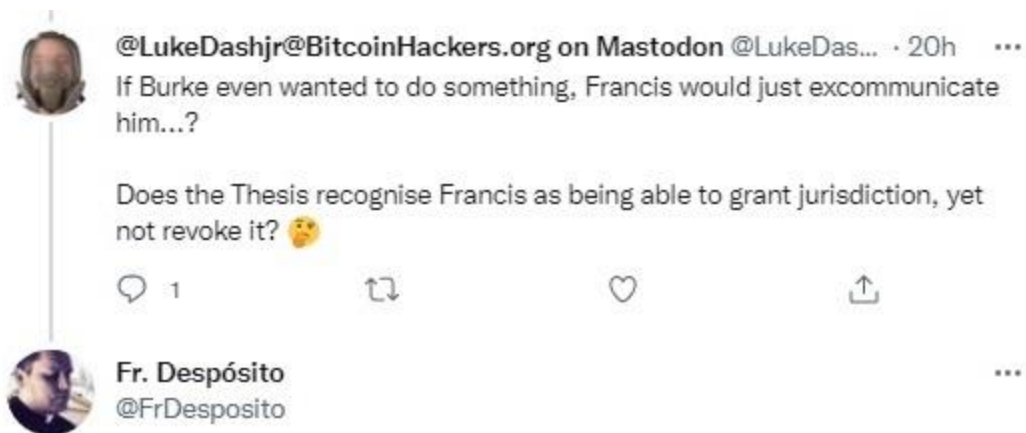 @LukeDashjr@BitcoinHackers.org on Mastodon @LukeDas... · 20h
If Burke even wanted to do something, Francis would just excommunicate
him...?
Does the Thesis recognise Francis as being able to grant jurisdiction, yet
not revoke it? 🤔
1
Fr. Despósito
@FrDesposito